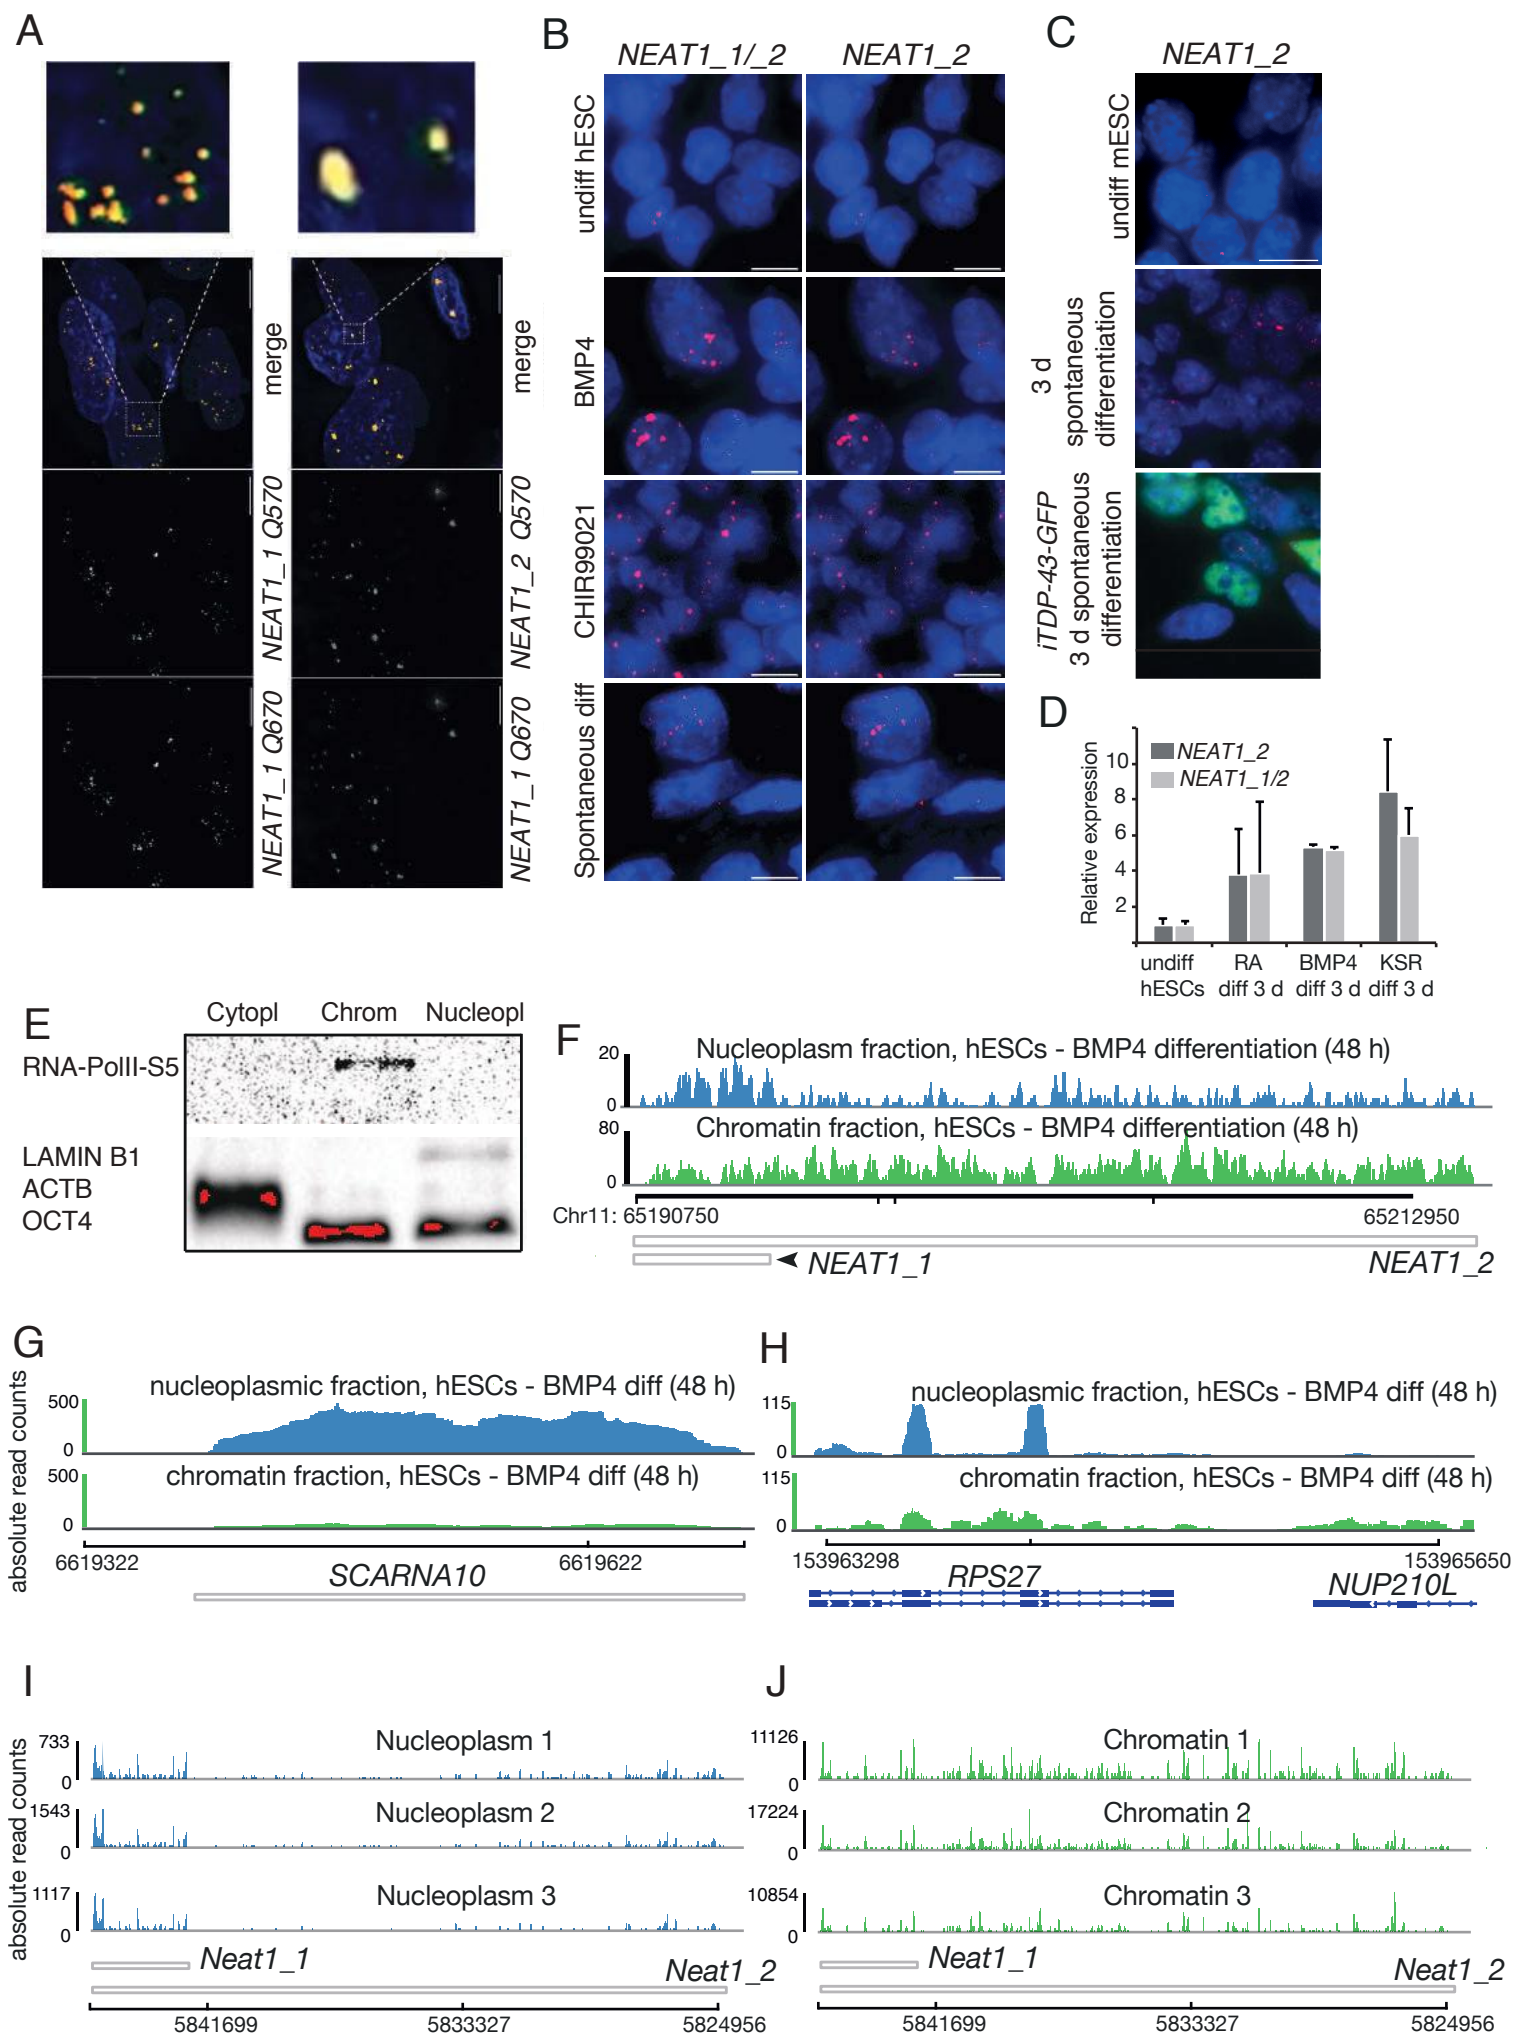 A
merge
merge
NEAT1_1 Q570
NEAT1_2 Q570
NEAT1_1 Q670
NEAT1_1 Q670
B
NEAT1_1/_2
NEAT1_2
undiff hESC
BMP4
CHIR99021
Spontaneous diff
C
NEAT1_2
undiff mESC
3 d
spontaneous
differentiation
iTDP-43-GFP
3 d spontaneous
differentiation
D
Relative expression
10
8
6
4
2
NEAT1_2
NEAT1_1/2
undiff
hESCs
RA
diff 3 d
BMP4
diff 3 d
KSR
diff 3 d
E
Cytopl
Chrom
Nucleopl
RNA-PolII-S5
LAMIN B1
ACTB
OCT4
F
20
0
Nucleoplasm fraction, hESCs - BMP4 differentiation (48 h)
80
0
Chromatin fraction, hESCs - BMP4 differentiation (48 h)
Chr11: 65190750
65212950
NEAT1_1
NEAT1_2
G
absolute read counts
nucleoplasmic fraction, hESCs - BMP4 diff (48 h)
500
0
chromatin fraction, hESCs - BMP4 diff (48 h)
500
0
6619322
6619622
SCARNA10
H
nucleoplasmic fraction, hESCs - BMP4 diff (48 h)
115
0
chromatin fraction, hESCs - BMP4 diff (48 h)
115
0
153963298
153965650
RPS27
NUP210L
I
absolute read counts
733
0
Nucleoplasm 1
1543
0
Nucleoplasm 2
1117
0
Nucleoplasm 3
Neat1_1
Neat1_2
5841699
5833327
5824956
J
11126
0
Chromatin 1
17224
0
Chromatin 2
10854
0
Chromatin 3
Neat1_1
Neat1_2
5841699
5833327
5824956